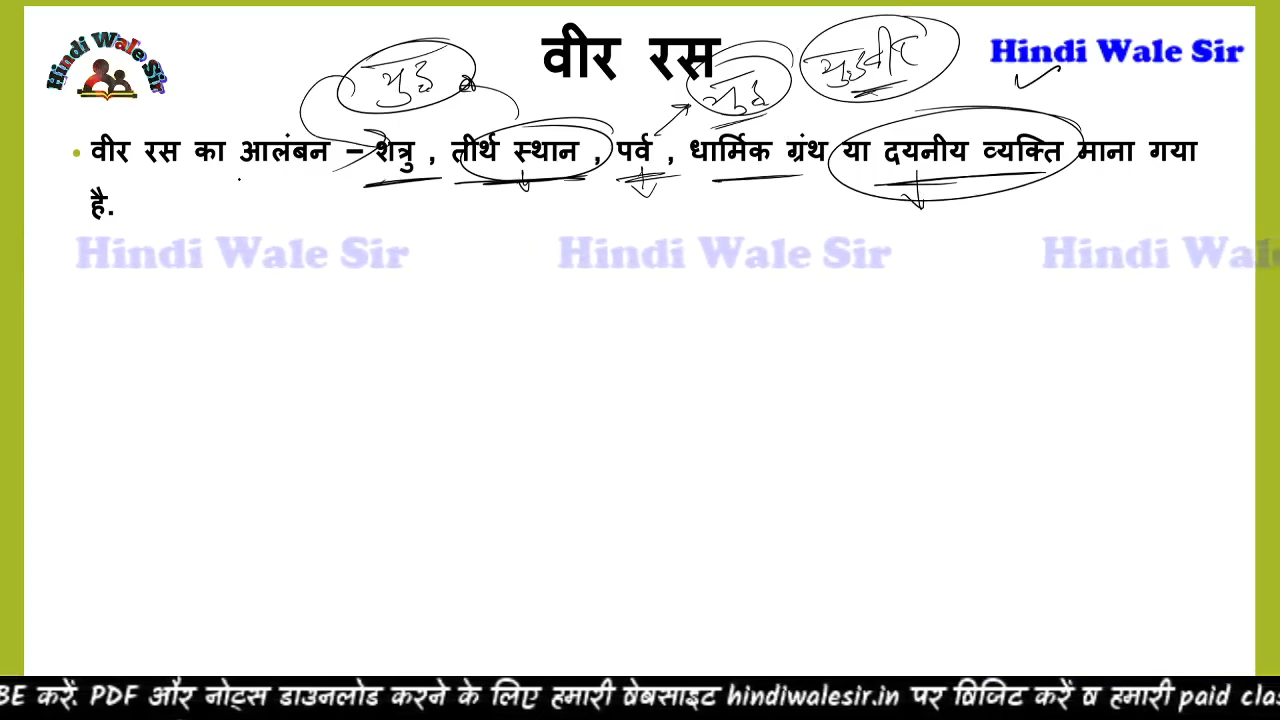 Hindi Wale Sir
वीर रस
Hindi Wale Sir
युद्ध
युद्ध
युद्धवीर
• वीर रस का आलंबन – शत्रु , तीर्थ स्थान , पर्व , धार्मिक ग्रंथ या दयनीय व्यक्ति माना गया
है.
Hindi Wale Sir Hindi Wale Sir Hindi Wale
BE करें. PDF और नोट्स डाउनलोड करने के लिए हमारी वेबसाइट hindiwalesir.in पर विजिट करें व हमारी paid clas